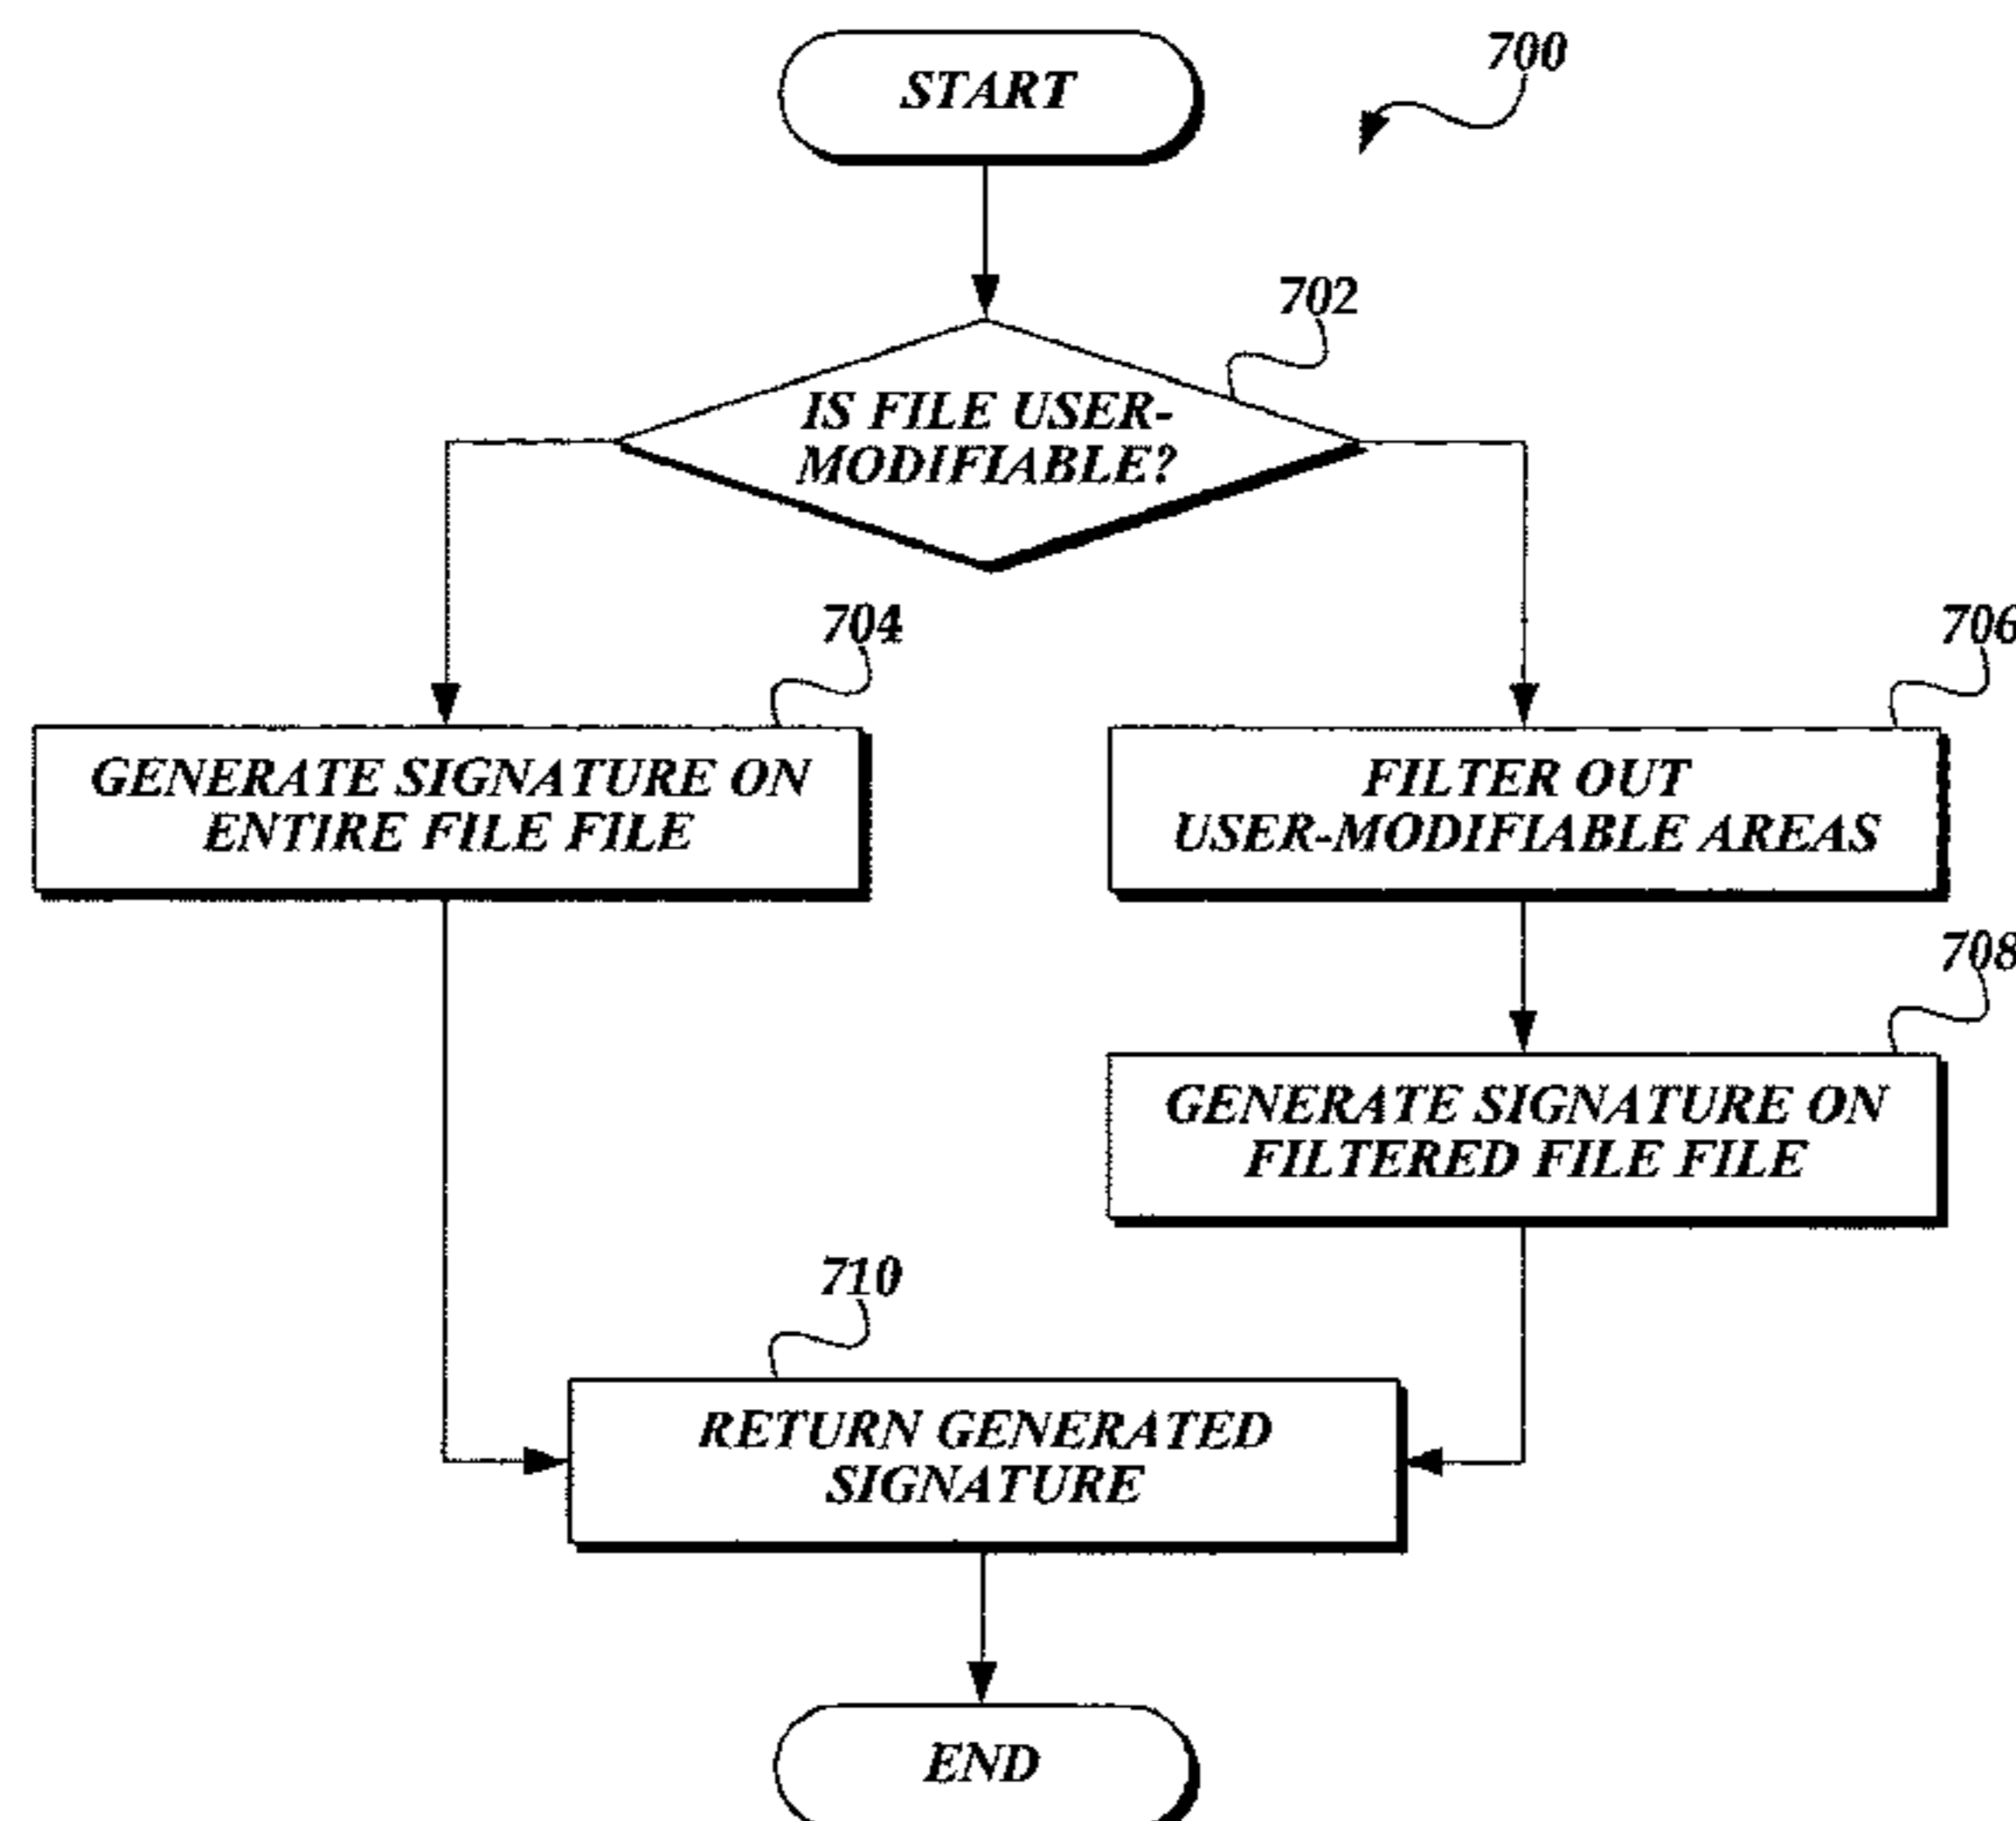 START
700
702
IS FILE USER-
MODIFIABLE?
704
706
GENERATE SIGNATURE ON
ENTIRE FILE FILE
FILTER OUT
USER-MODIFIABLE AREAS
708
GENERATE SIGNATURE ON
FILTERED FILE FILE
710
RETURN GENERATED
SIGNATURE
END